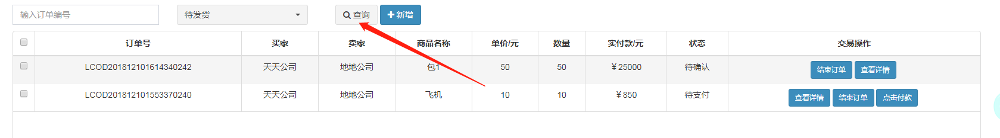 输入订单编号 待发货 查询 新增
订单号 买家 卖家 商品名称 单价/元 数量 实付款/元 状态 交易操作
LCOD201812101614340242 天天公司 地地公司 包1 50 50 ￥25000 待确认 结束订单 查看详情
LCOD201812101553370240 天天公司 地地公司 飞机 10 10 ￥850 待支付 查看详情 结束订单 点击付款